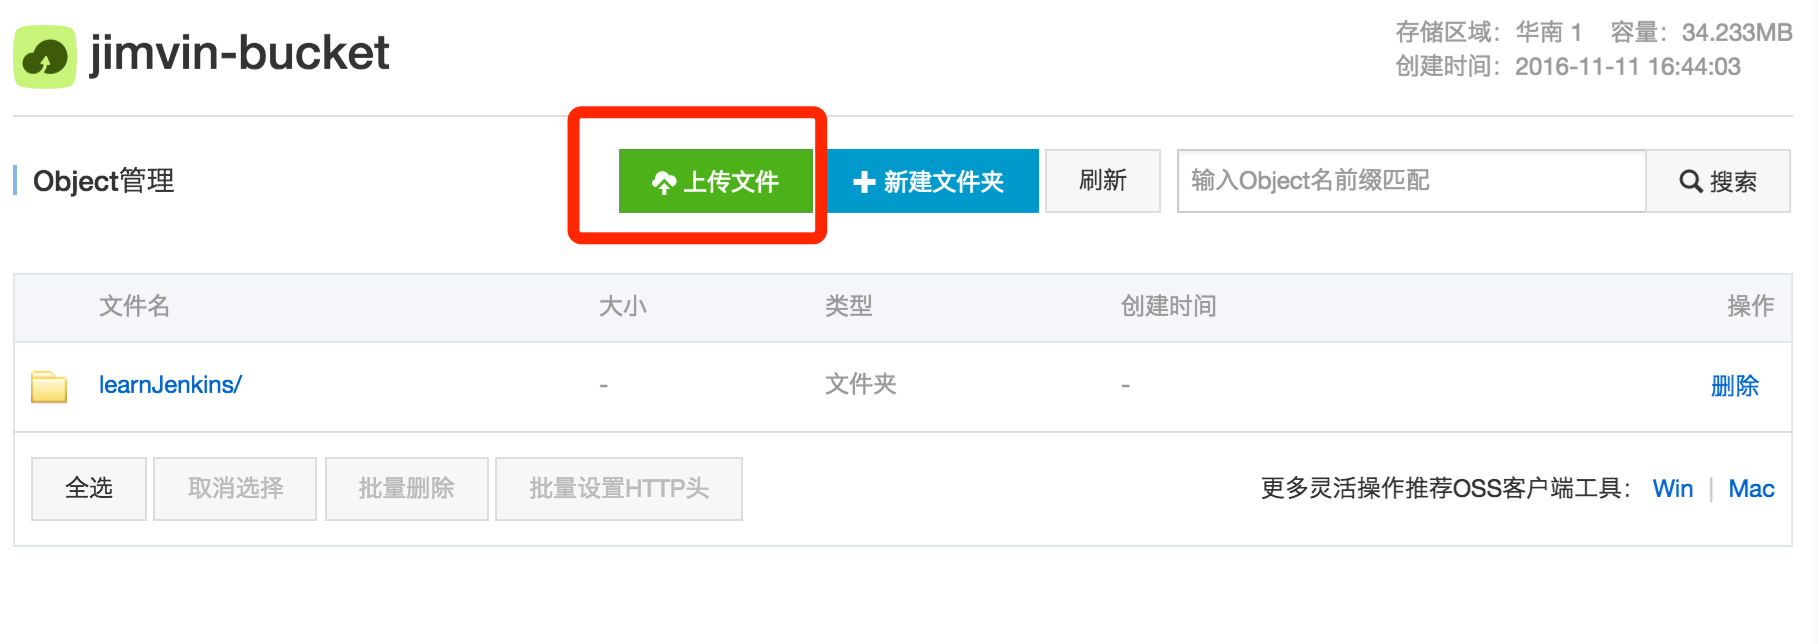 jimvin-bucket
存储区域：华南 1 容量：34.233MB
创建时间：2016-11-11 16:44:03
Object管理 上传文件 新建文件夹 刷新 输入Object名前缀匹配 搜索
文件名 大小 类型 创建时间 操作
learnJenkins/ - 文件夹 - 删除
全选 取消选择 批量删除 批量设置HTTP头 更多灵活操作推荐OSS客户端工具： Win | Mac